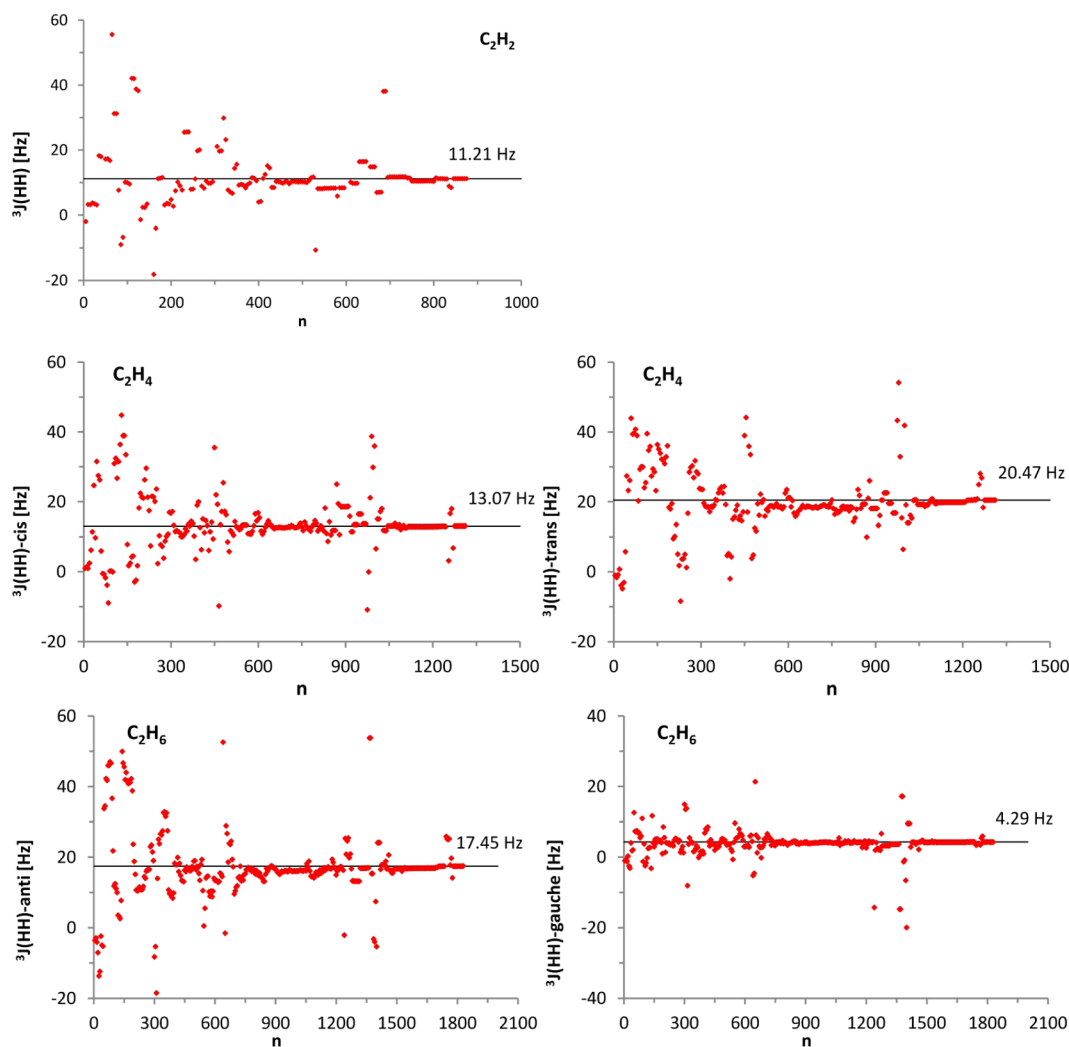 60
40
20
0
-20
³J(HH) [Hz]
C₂H₂
11.21 Hz
0 200 400 600 800 1000
n
60
40
20
0
-20
³J(HH)-cis [Hz]
C₂H₄
13.07 Hz
0 300 600 900 1200 1500
n
60
40
20
0
-20
³J(HH)-trans [Hz]
C₂H₄
20.47 Hz
0 300 600 900 1200 1500
n
60
40
20
0
-20
³J(HH)-anti [Hz]
C₂H₆
17.45 Hz
0 300 600 900 1200 1500 1800 2100
n
40
20
0
-20
-40
³J(HH)-gauche [Hz]
C₂H₆
4.29 Hz
0 300 600 900 1200 1500 1800 2100
n